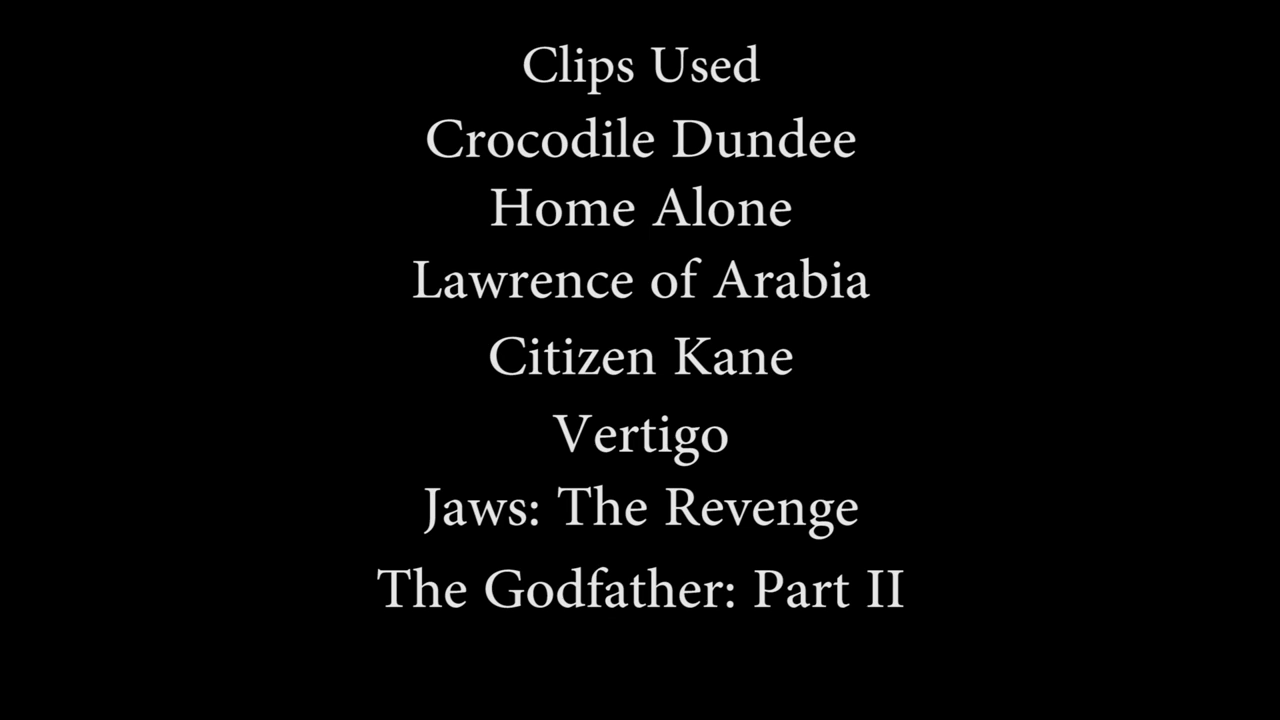 Clips Used
Crocodile Dundee
Home Alone
Lawrence of Arabia
Citizen Kane
Vertigo
Jaws: The Revenge
The Godfather: Part II